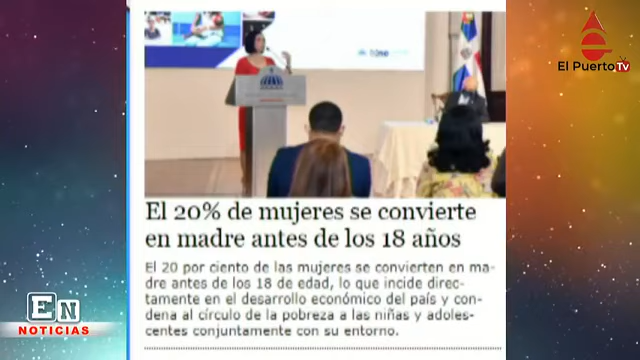 El Puerto Tv
El 20% de mujeres se convierte
en madre antes de los 18 años
El 20 por ciento de las mujeres se convierten en ma-
dre antes de los 18 de edad, lo que incide direc-
tamente en el desarrollo económico del país y con-
dena al círculo de la pobreza a las niñas y adoles-
centes conjuntamente con su entorno.
EN
NOTICIAS